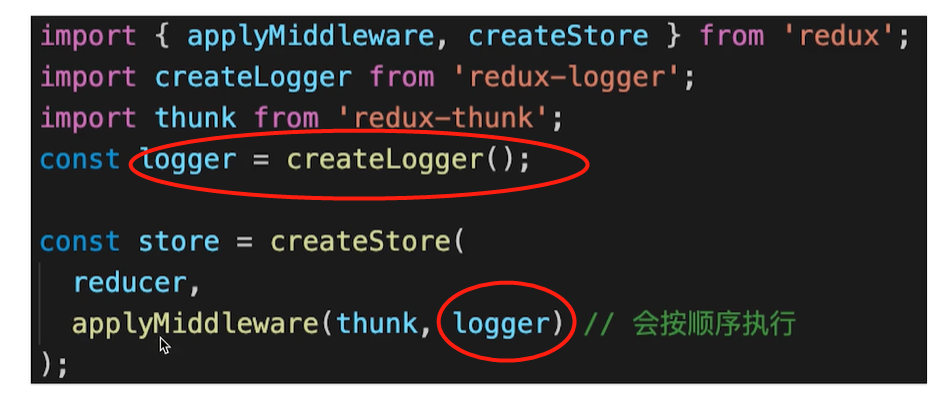 import { applyMiddleware, createStore } from 'redux';
import createLogger from 'redux-logger';
import thunk from 'redux-thunk';
const logger = createLogger();
const store = createStore(
reducer,
applyMiddleware(thunk, logger) // 会按顺序执行
);